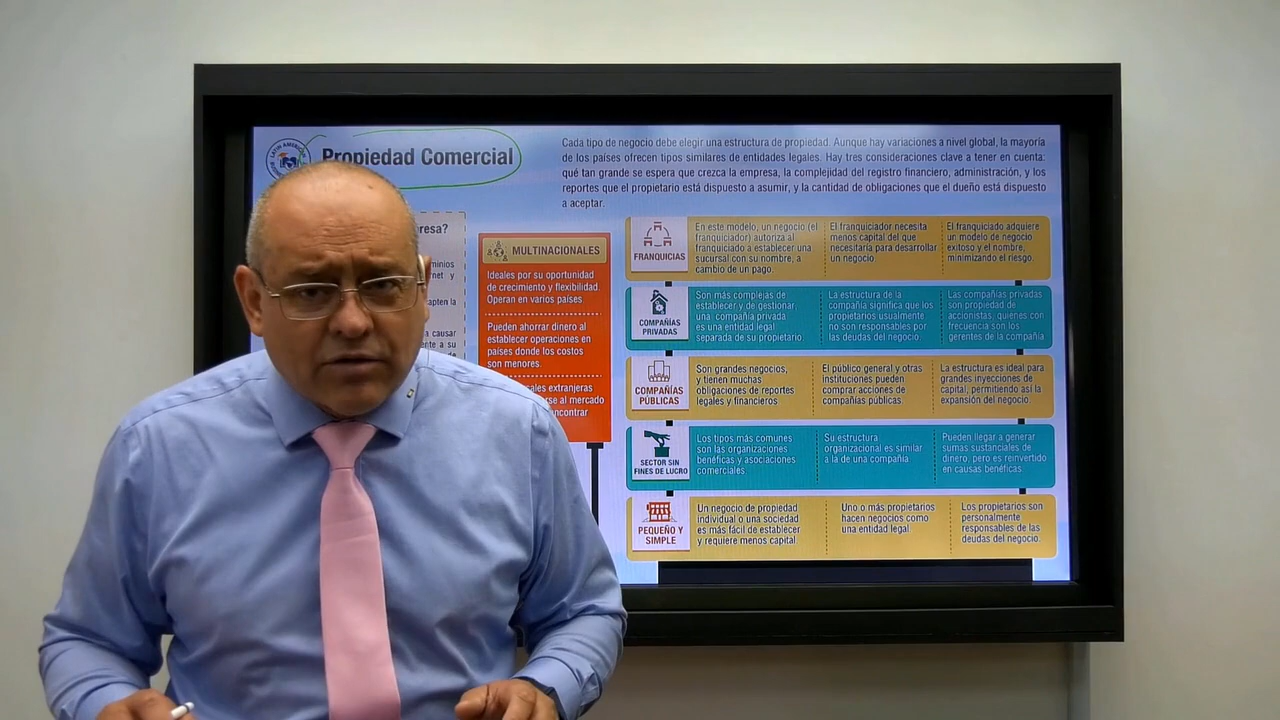 LATIN AMERICA
Propiedad Comercial
Cada tipo de negocio debe elegir una estructura de propiedad. Aunque hay variaciones a nivel global, la mayoría
de los países ofrecen tipos similares de entidades legales. Hay tres consideraciones clave a tener en cuenta:
qué tan grande se espera que crezca la empresa, la complejidad del registro financiero, administración, y los
reportes que el propietario está dispuesto a asumir, y la cantidad de obligaciones que el dueño está dispuesto
a aceptar.
MULTINACIONALES
Ideales por su oportunidad
de crecimiento y flexibilidad.
Operan en varios países.
Pueden ahorrar dinero al
establecer operaciones en
países donde los costos
son menores.
extranjeras
al mercado
FRANQUICIAS
En este modelo, un negocio (el
franquiciador) autoriza al
franquiciado a establecer una
sucursal con su nombre, a
cambio de un pago.
El franquiciador necesita
menos capital del que
necesitaría para desarrollar
un negocio
El franquiciado adquiere
un modelo de negocio
exitoso y el nombre,
minimizando el riesgo.
COMPAÑÍAS
PRIVADAS
Son más complejas de
establecer y de gestionar:
una compañía privada
es una entidad legal
separada de su propietario.
La estructura de la
compañía significa que los
propietarios usualmente
no son responsables por
las deudas del negocio.
Las compañías privadas
son propiedad de
accionistas, quienes con
frecuencia son los
gerentes de la compañía
COMPAÑÍAS
PÚBLICAS
Son grandes negocios,
y tienen muchas
obligaciones de reportes
legales y financieros
El público general y otras
instituciones pueden
comprar acciones de
compañías públicas.
La estructura es ideal para
grandes inyecciones de
capital, permitiendo así la
expansión del negocio.
SECTOR SIN
FINES DE LUCRO
Los tipos más comunes
son las organizaciones
benéficas y asociaciones
comerciales.
Su estructura
organizacional es similar
a la de una compañía.
Pueden llegar a generar
sumas sustanciales de
dinero, pero es reinvertido
en causas benéficas
PEQUEÑO Y
SIMPLE
Un negocio de propiedad
individual o una sociedad
es más fácil de establecer
y requiere menos capital.
Uno o más propietarios
hacen negocios como
una entidad legal
Los propietarios son
personalmente
responsables de las
deudas del negocio.